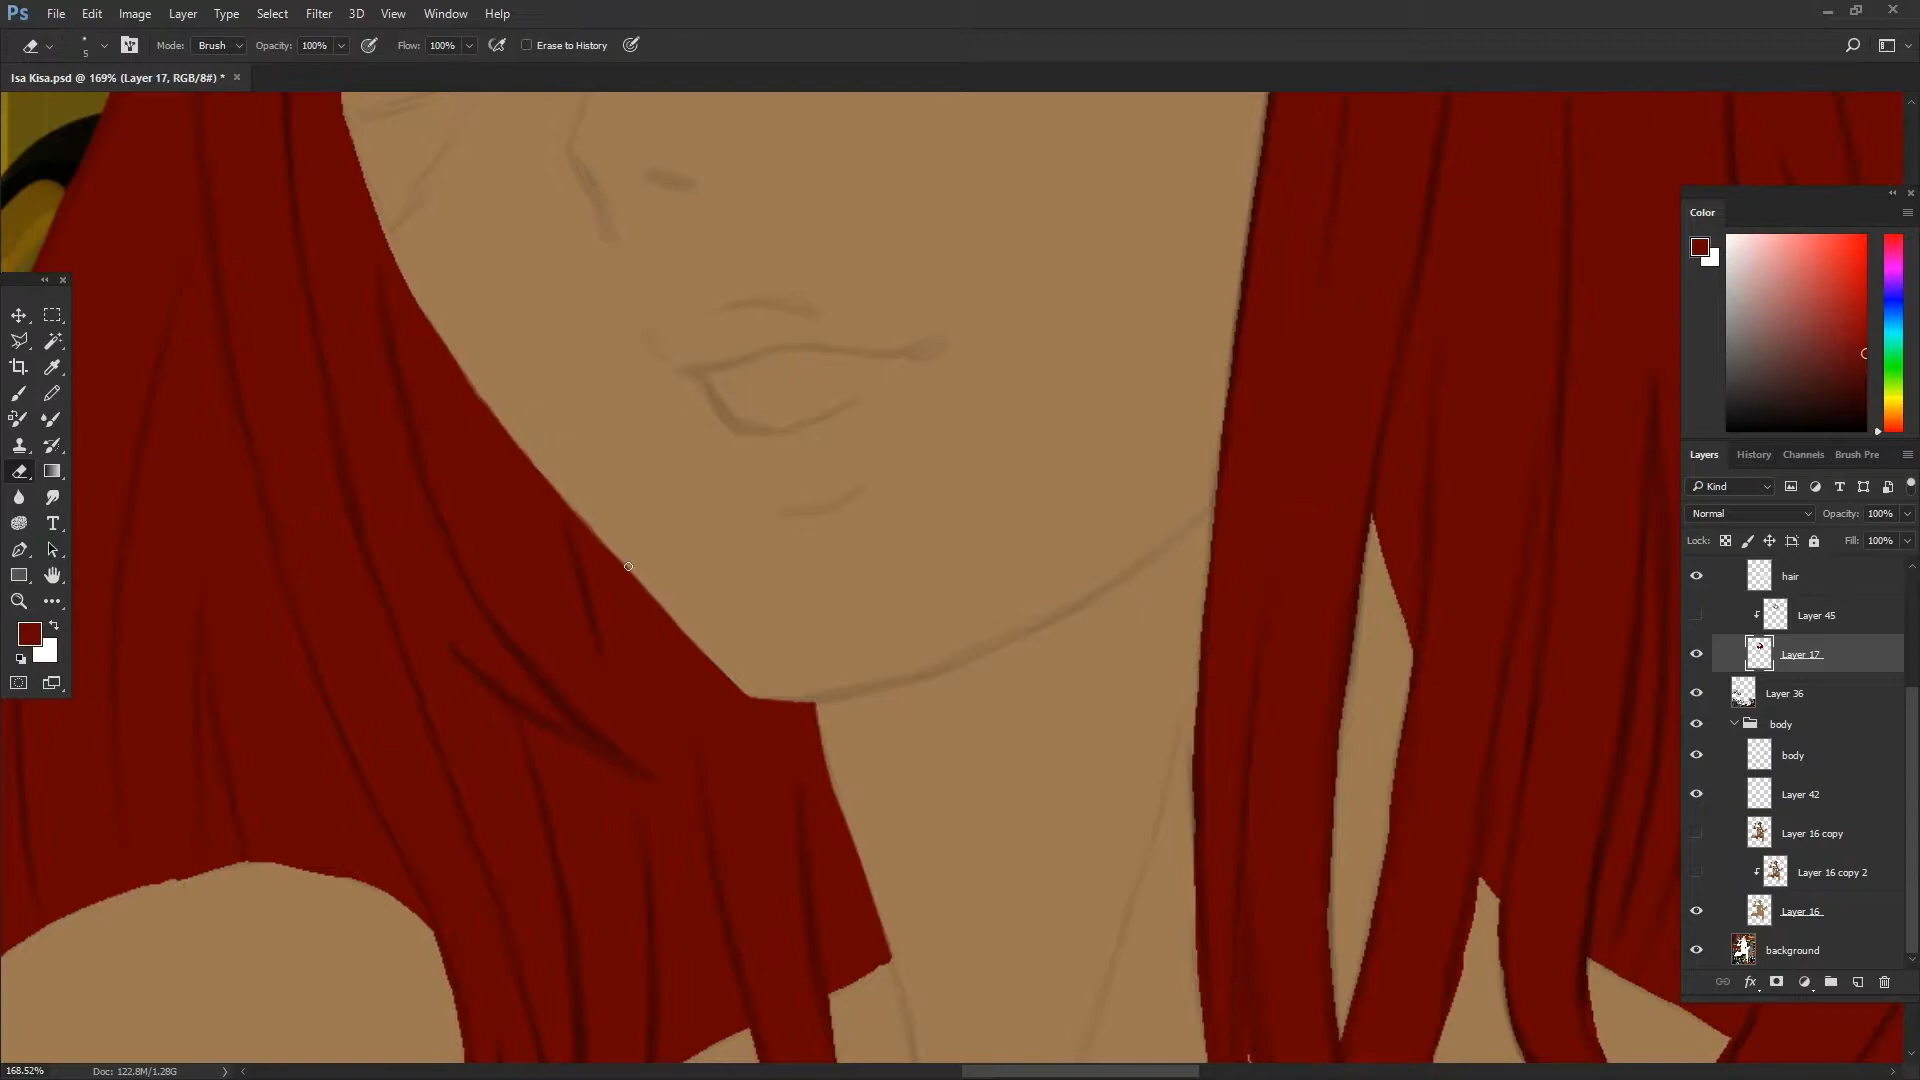 Ps File Edit Image Layer Type Select Filter 3D View Window Help
5 Mode: Brush Opacity: 100% Flow: 100% Erase to History
Isa Kisa.psd @ 169% (Layer 17, RGB/8#) * ×
Color
Layers History Channels Brush Pre
Kind
Normal Opacity: 100%
Lock: Fill: 100%
hair
Layer 45
Layer 17
Layer 36
body
body
Layer 42
Layer 16 copy
Layer 16 copy 2
Layer 16
background
168.52% Doc: 122.8M/1.28G